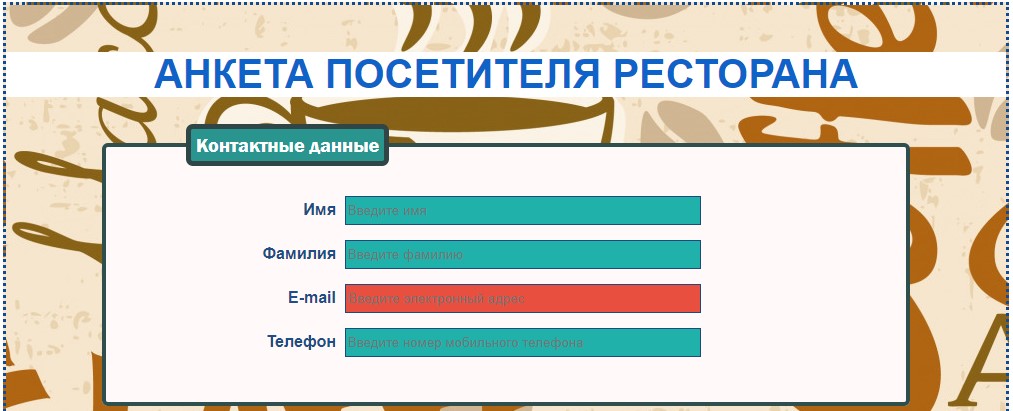 АНКЕТА ПОСЕТИТЕЛЯ РЕСТОРАНА
Контактные данные
Имя Введите имя
Фамилия Введите фамилию
E-mail Введите электронный адрес
Телефон Введите номер мобильного телефона
A